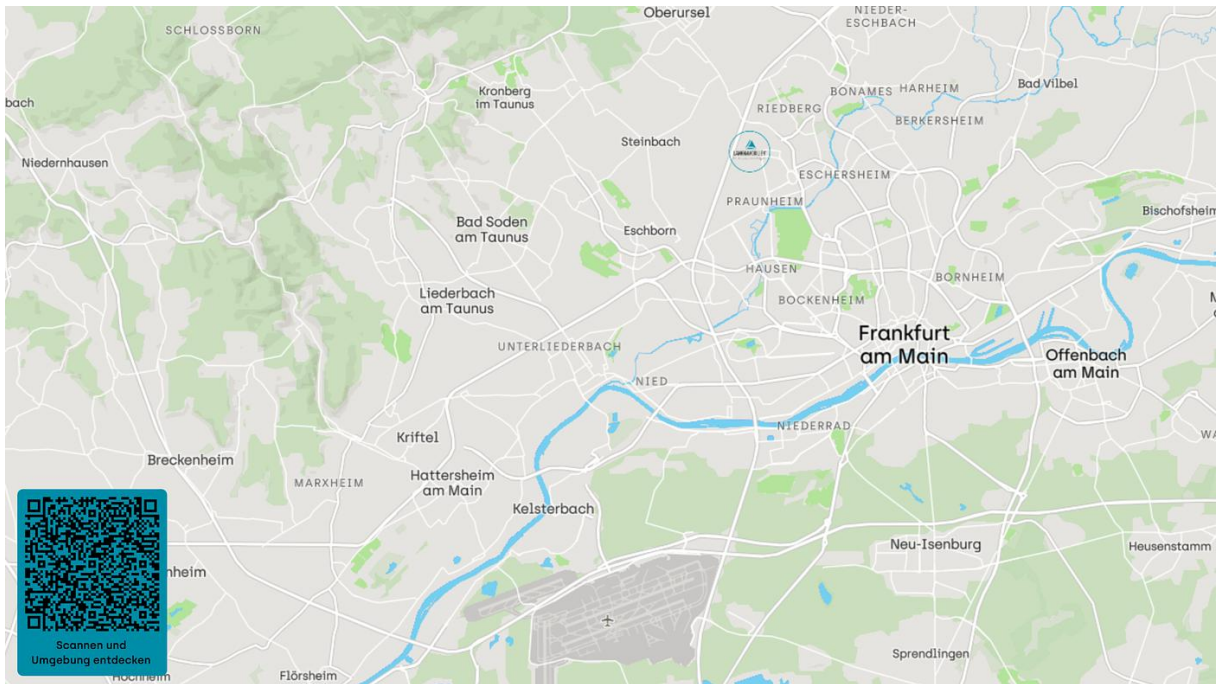 SCHLOSSBORN
Oberursel
NIEDER-
ESCHBACH
bach
Kronberg
im Taunus
BONAMES
HARHEIM
Bad Vilbel
RIEDBERG
BERKERSHEIM
Steinbach
Niedernhausen
ESCHERSHEIM
PRAUNHEIM
Bad Soden
am Taunus
Eschborn
Bischofsheim
HAUSEN
BORNHEIM
Liederbach
am Taunus
BOCKENHEIM
M
UNTERLIEDERBACH
Frankfurt
am Main
Offenbach
am Main
NIED
NIEDERRAD
Kriftel
WA
Breckenheim
Hattersheim
am Main
MARXHEIM
Kelsterbach
Neu-Isenburg
Heusenstamm
nheim
Scannen und
Umgebung entdecken
Hochheim
Flörsheim
Sprendlingen